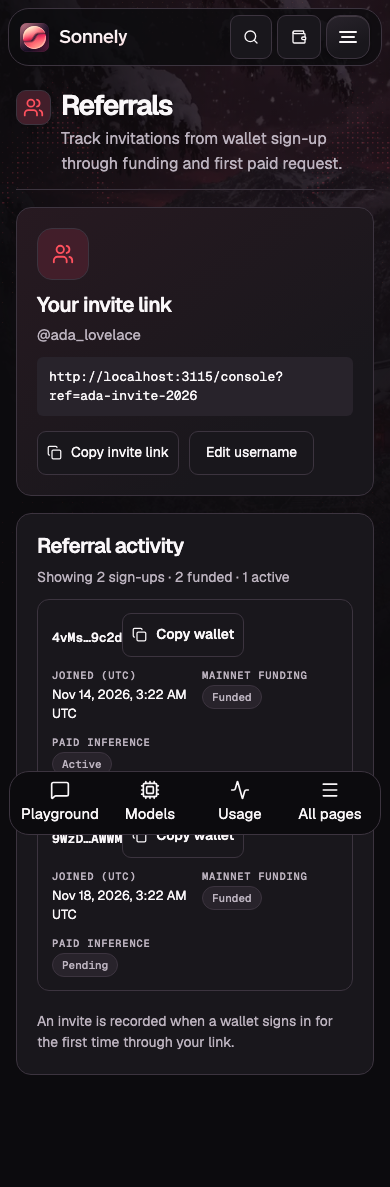 Sonnely
Referrals
Track invitations from wallet sign-up
through funding and first paid request.
Your invite link
@ada_lovelace
http://localhost:3115/console?
ref=ada-invite-2026
Copy invite link
Edit username
Referral activity
Showing 2 sign-ups · 2 funded · 1 active
4vMs…9c2d
Copy wallet
JOINED (UTC)
MAINNET FUNDING
Nov 14, 2026, 3:22 AM
UTC
Funded
PAID INFERENCE
Active
Playground
Models
Usage
All pages
9WzD…AWWM
Copy wallet
JOINED (UTC)
MAINNET FUNDING
Nov 18, 2026, 3:22 AM
UTC
Funded
PAID INFERENCE
Pending
An invite is recorded when a wallet signs in for
the first time through your link.